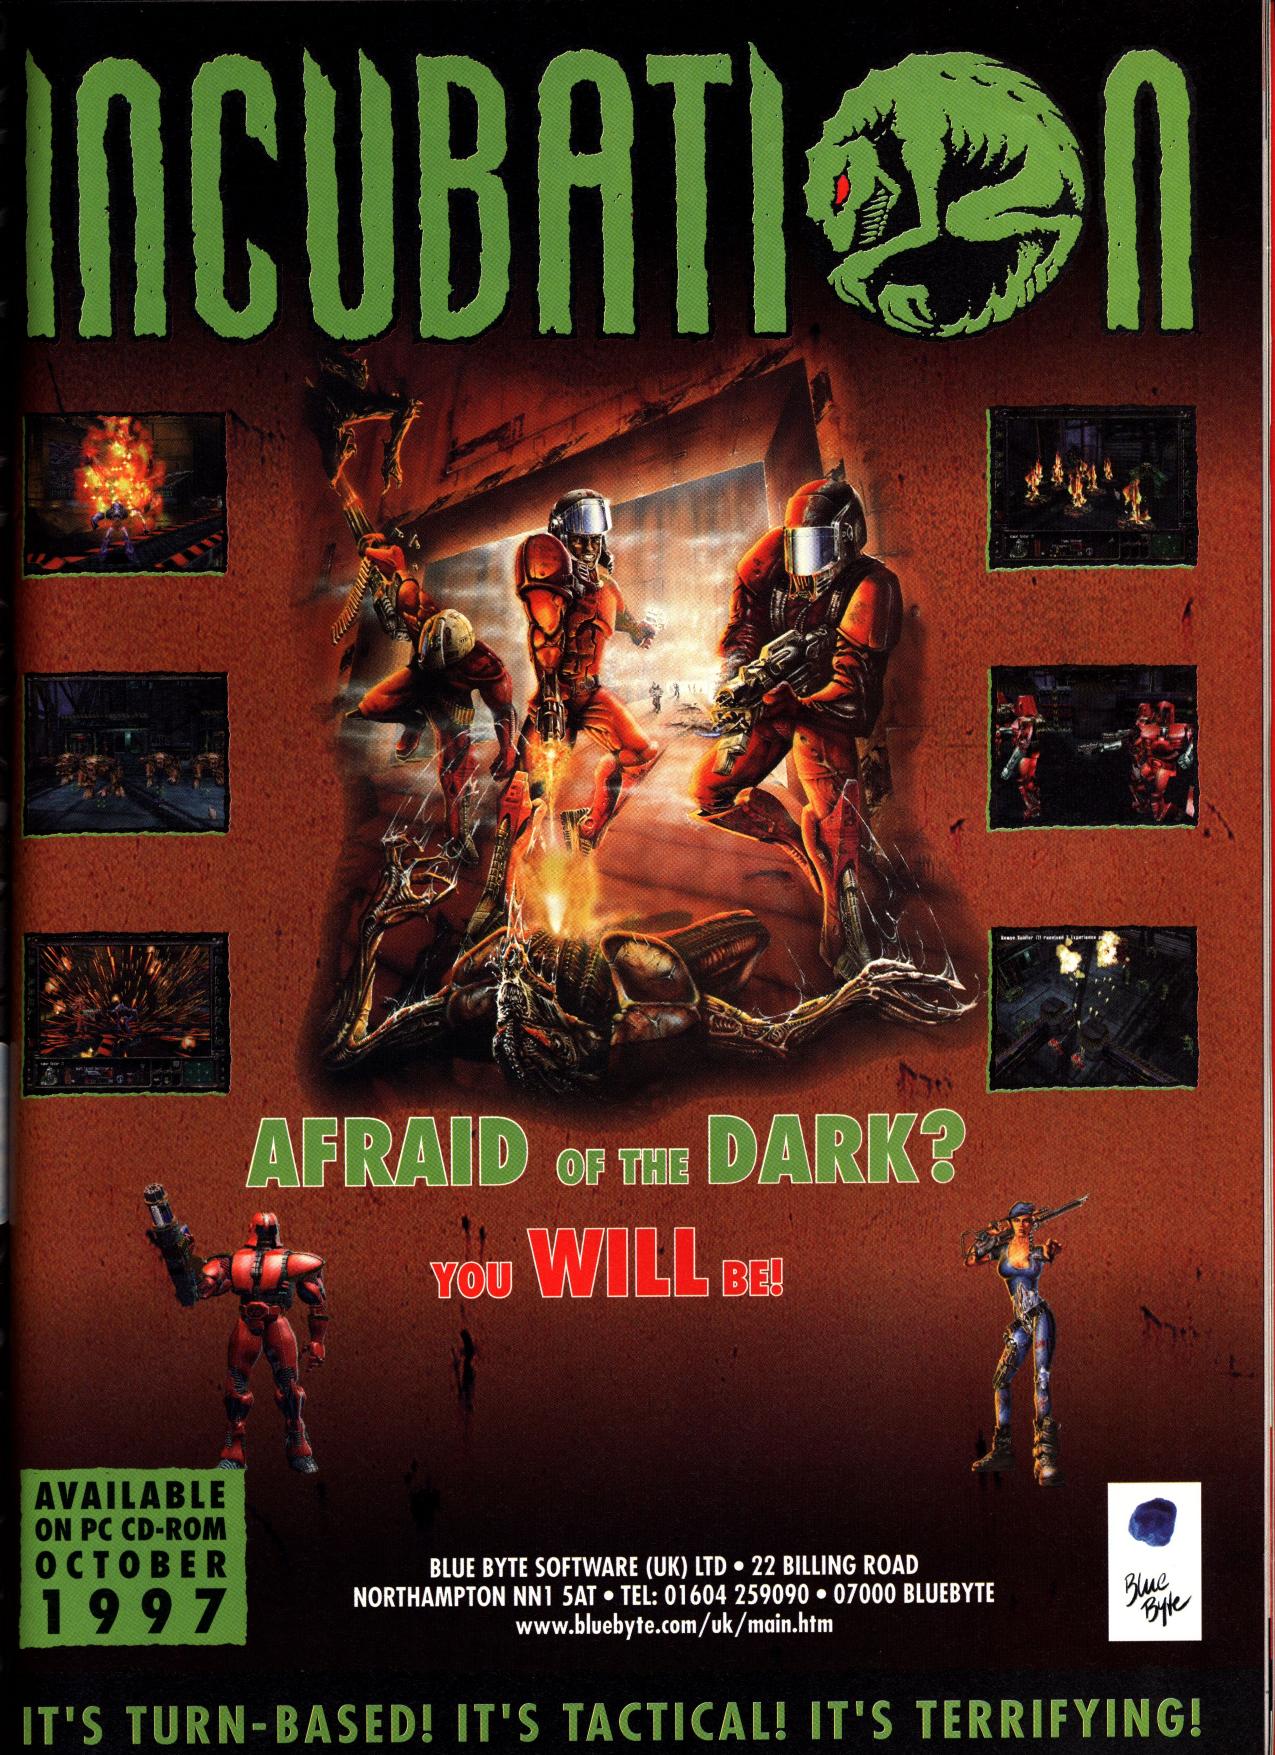 INCUBATION
AFRAID OF THE DARK?
YOU WILL BE!
AVAILABLE
ON PC CD-ROM
OCTOBER
1997
BLUE BYTE SOFTWARE (UK) LTD • 22 BILLING ROAD
NORTHAMPTON NN1 5AT • TEL: 01604 259090 • 07000 BLUEBYTE
www.bluebyte.com/uk/main.htm
Blue
Byte
IT'S TURN-BASED! IT'S TACTICAL! IT'S TERRIFYING!